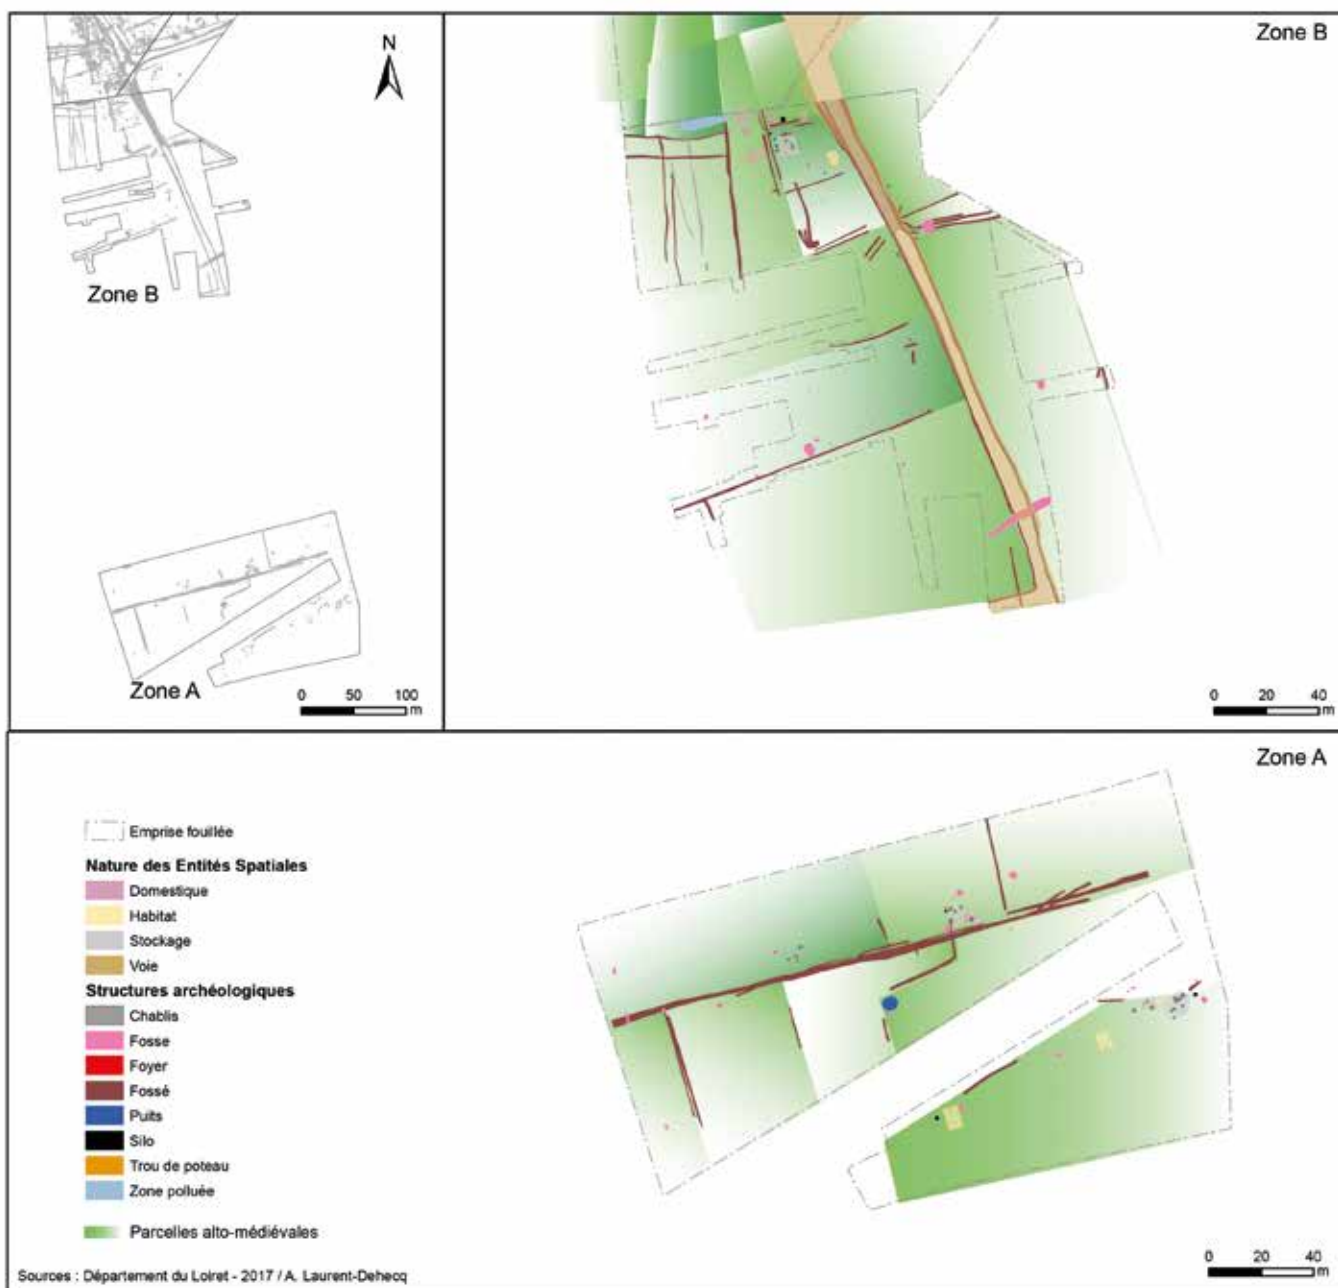 N
Zone B
Zone A
0 50 100
m
Zone B
0 20 40
m
Zone A
Emprise fouillée
Nature des Entités Spatiales
Domestique
Habitat
Stockage
Voie
Structures archéologiques
Chablis
Fosse
Foyer
Fossé
Puits
Silo
Trou de poteau
Zone polluée
Parcelles alto-médiévales
0 20 40
m
Sources : Département du Loiret - 2017 / A. Laurent-Dehecq